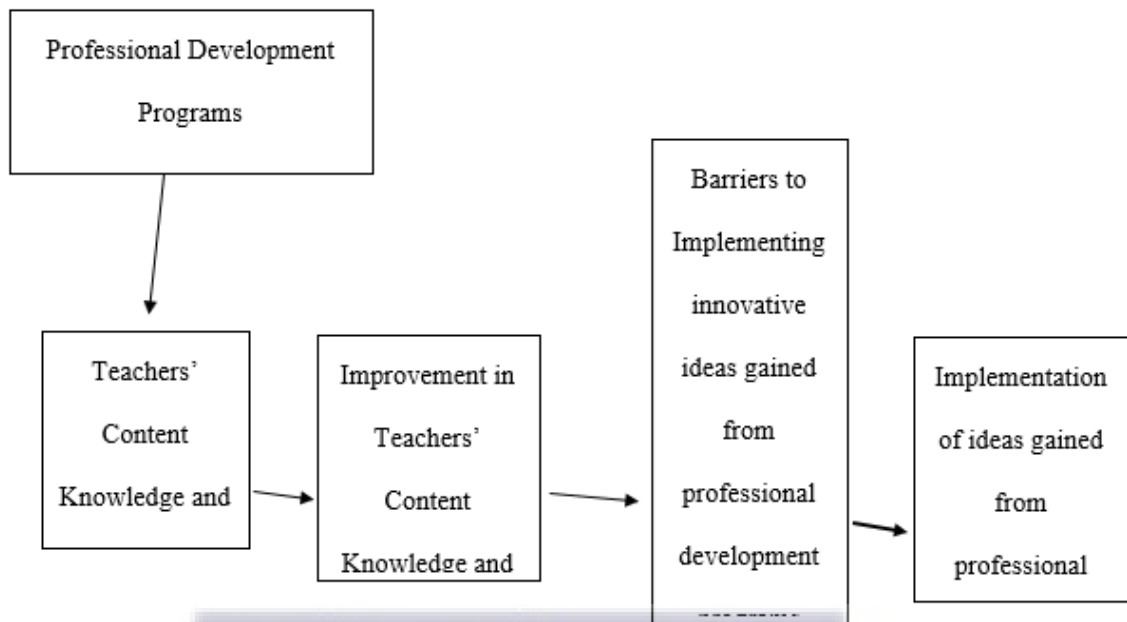 Professional Development
Programs
Teachers’
Content
Knowledge and
Improvement in
Teachers’
Content
Knowledge and
Barriers to
Implementing
innovative
ideas gained
from
professional
development
Implementation
of ideas gained
from
professional